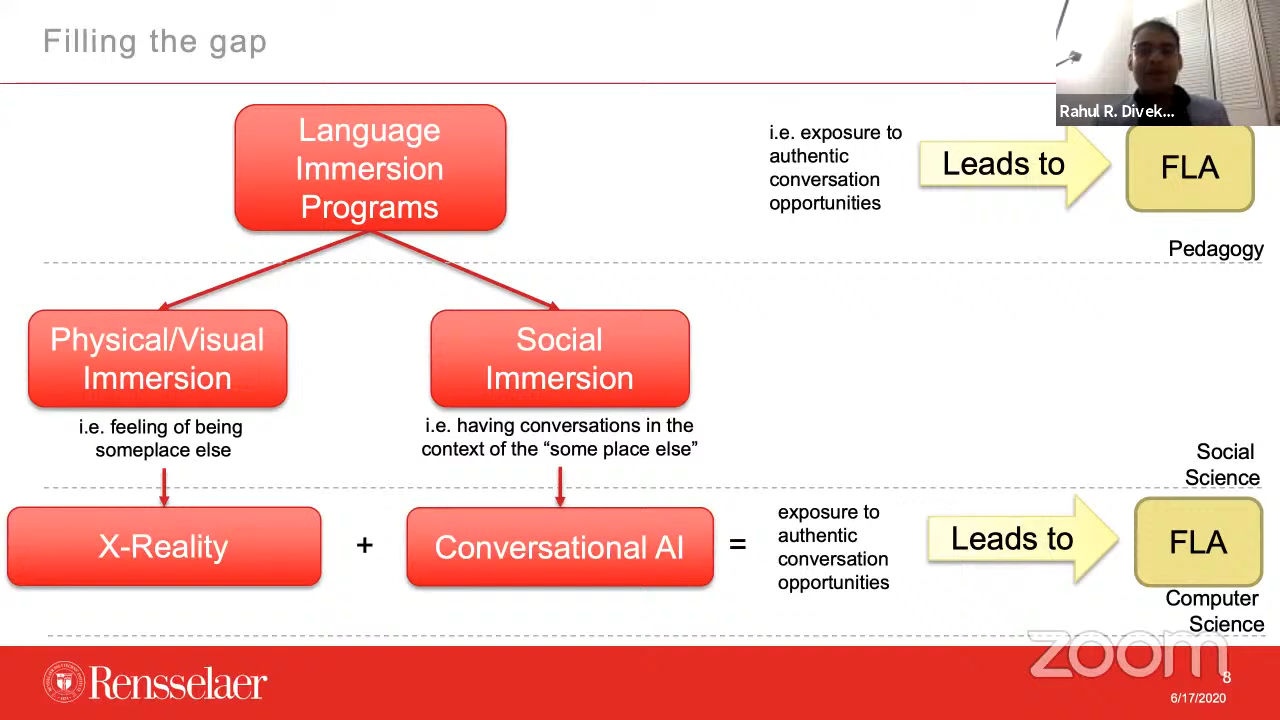 Filling the gap
Rahul R. Divek...
Language
Immersion
Programs
i.e. exposure to
authentic
conversation
opportunities
Leads to
FLA
Pedagogy
Physical/Visual
Immersion
Social
Immersion
i.e. feeling of being
someplace else
i.e. having conversations in the
context of the “some place else”
Social
Science
X-Reality
+
Conversational AI
=
exposure to
authentic
conversation
opportunities
Leads to
FLA
Computer
Science
zoom
Rensselaer
8
6/17/2020